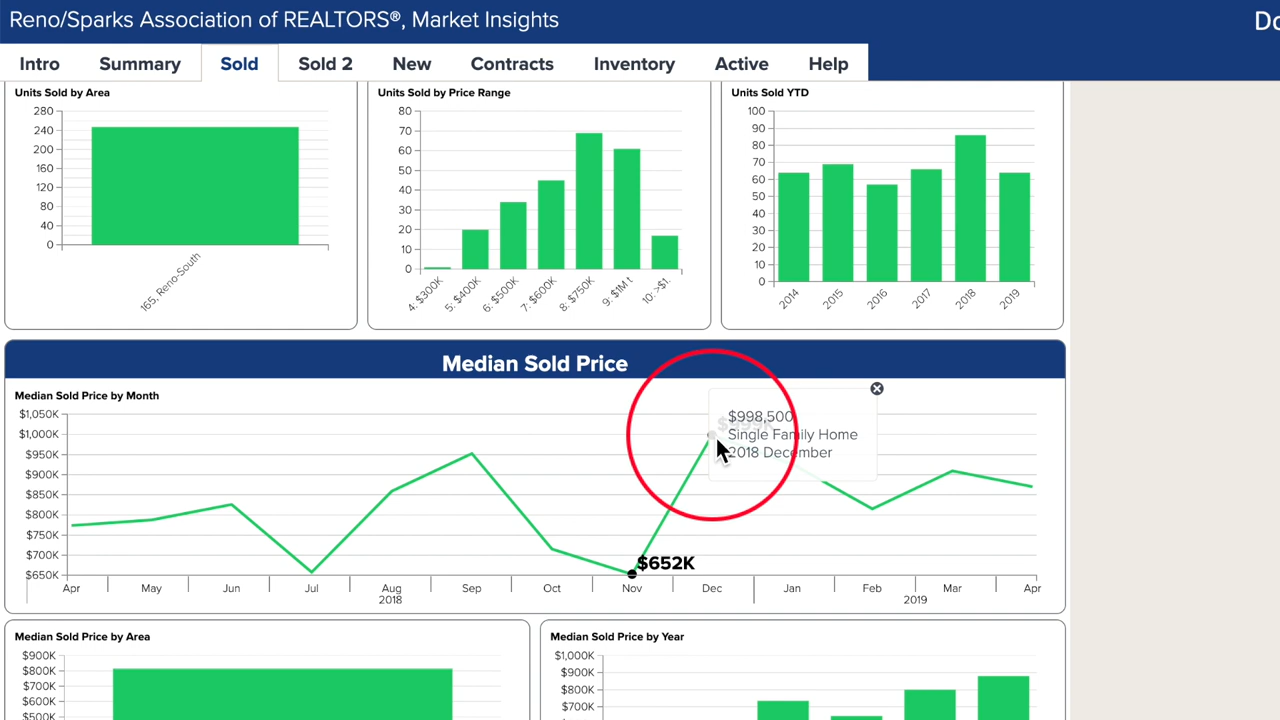 Reno/Sparks Association of REALTORS®, Market Insights
Do
Intro Summary Sold Sold 2 New Contracts Inventory Active Help
Units Sold by Area
280
240
200
160
120
80
40
0
165, Reno-South
Units Sold by Price Range
80
70
60
50
40
30
20
10
0
4: $300K 5: $400K 6: $500K 7: $600K 8: $750K 9: $1M t 10: >$1.
Units Sold YTD
100
90
80
70
60
50
40
30
20
10
0
2014 2015 2016 2017 2018 2019
Median Sold Price
Median Sold Price by Month
$1,050K
$1,000K
$950K
$900K
$850K
$800K
$750K
$700K
$650K
$998,500
Single Family Home
2018 December
$652K
Apr May Jun Jul Aug Sep Oct Nov Dec Jan Feb Mar Apr
2018 2019
Median Sold Price by Area
$900K
$800K
$700K
$600K
$500K
Median Sold Price by Year
$1,000K
$900K
$800K
$700K